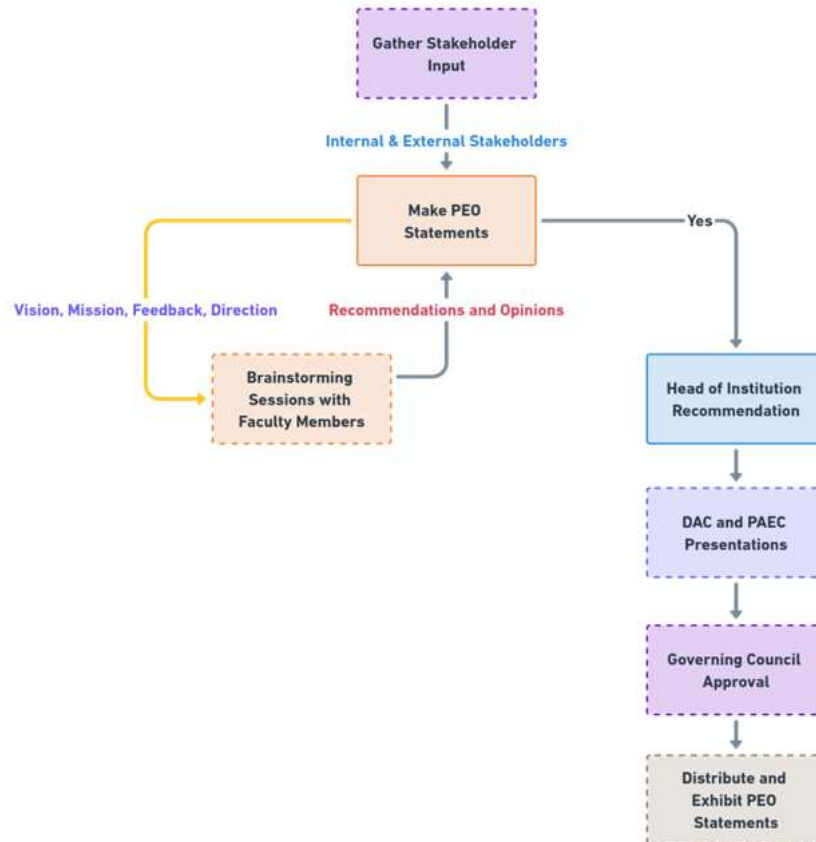 Gather Stakeholder
Input
Internal & External Stakeholders
Make PEO
Statements
Yes
Vision, Mission, Feedback, Direction
Recommendations and Opinions
Brainstorming
Sessions with
Faculty Members
Head of Institution
Recommendation
DAC and PAEC
Presentations
Governing Council
Approval
Distribute and
Exhibit PEO
Statements